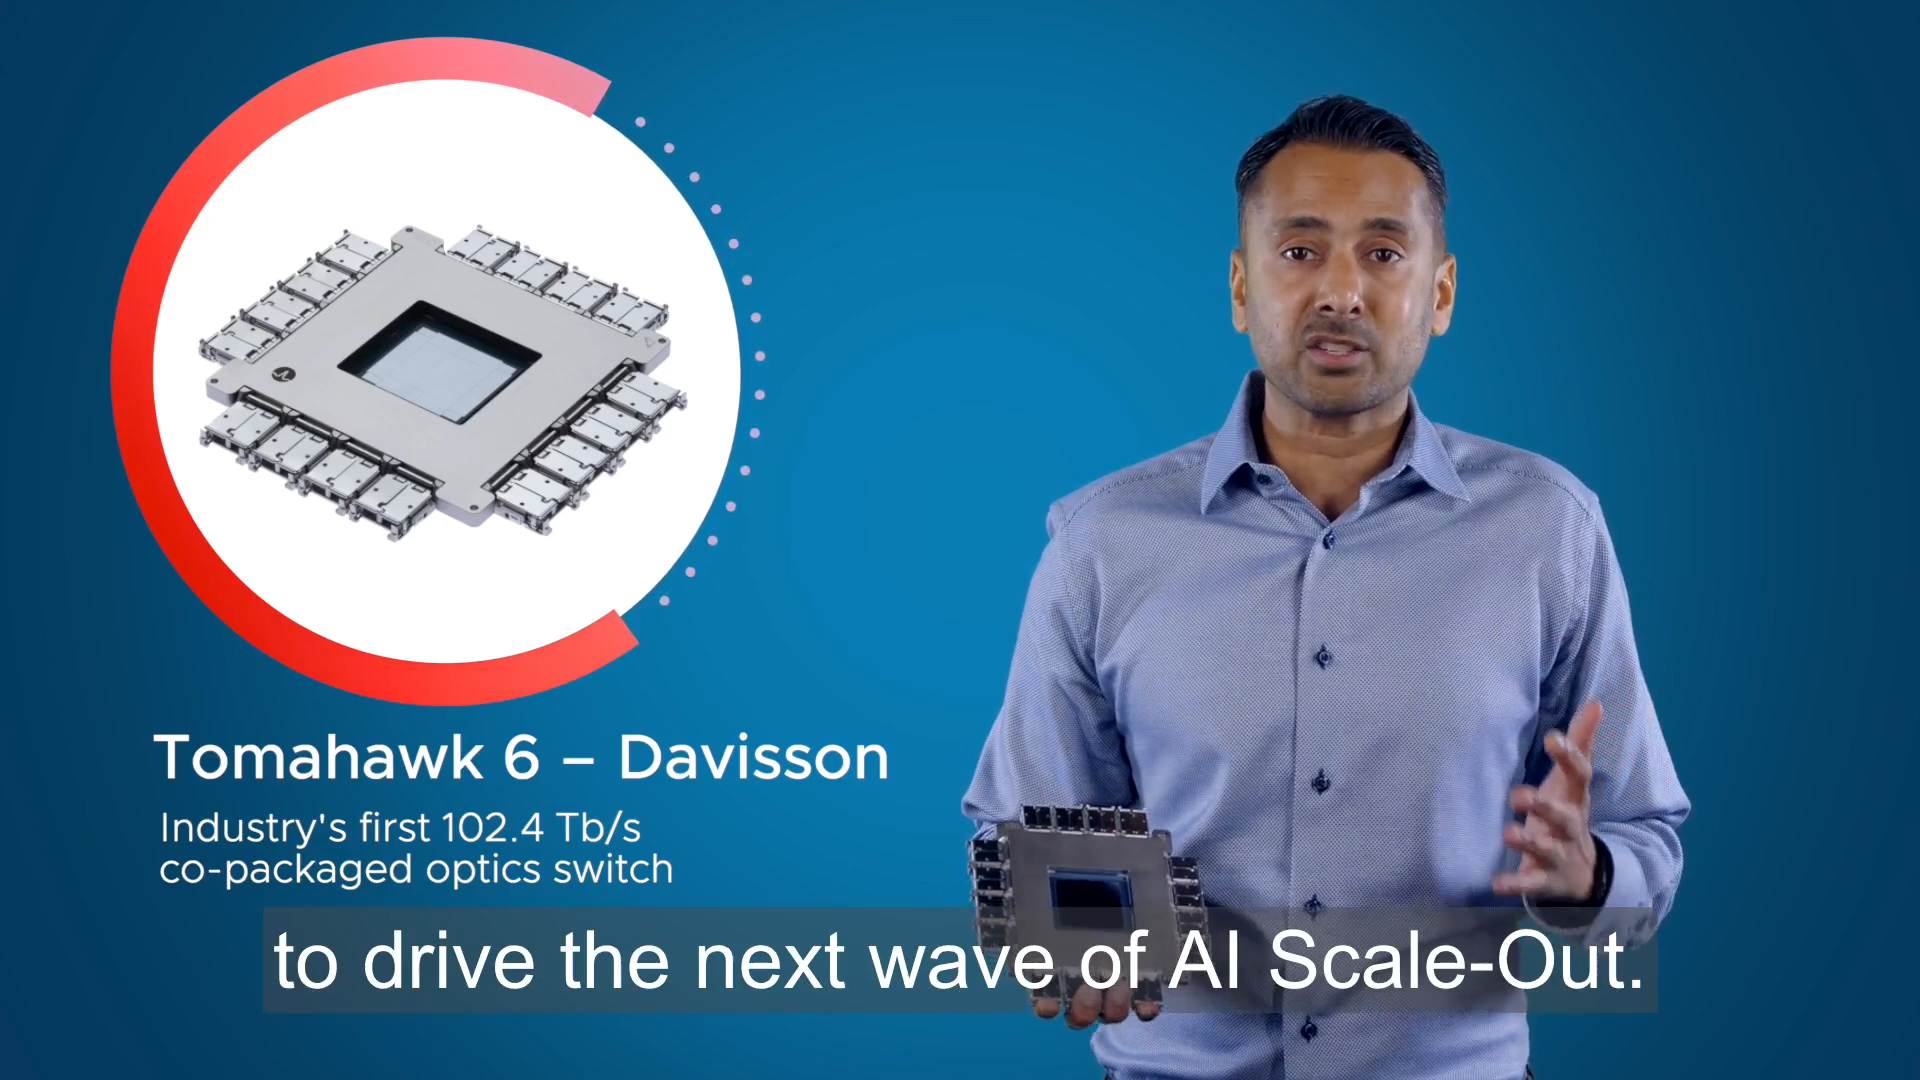 Tomahawk 6 – Davisson
Industry's first 102.4 Tb/s
co-packaged optics switch
to drive the next wave of AI Scale-Out.